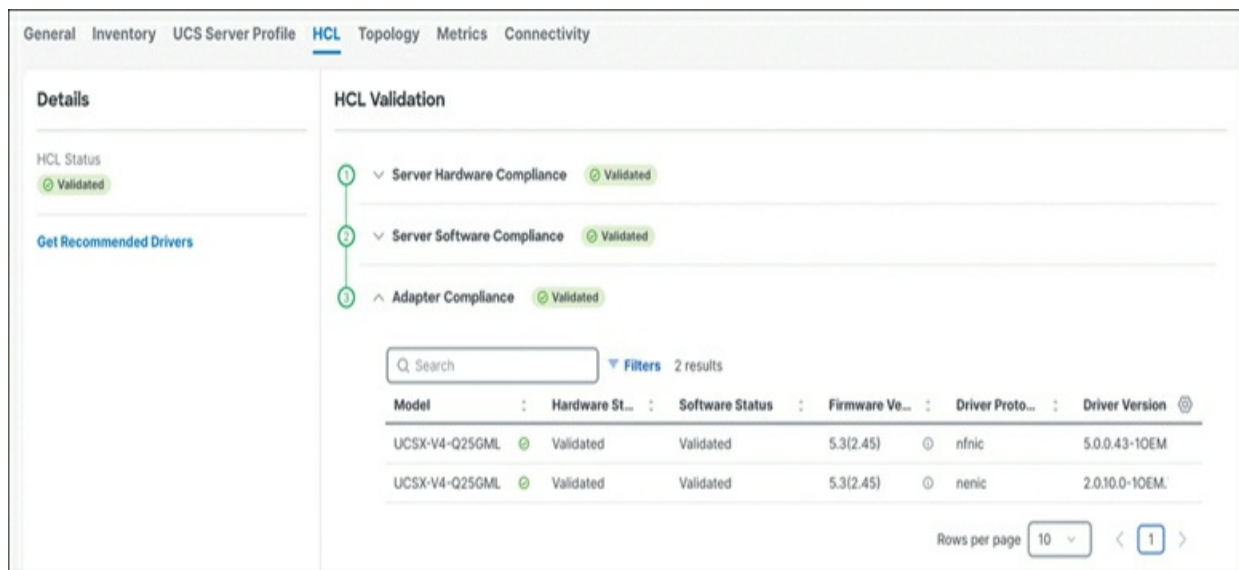 General Inventory UCS Server Profile HCL Topology Metrics Connectivity
Details
HCL Status
Validated
Get Recommended Drivers
HCL Validation
1 Server Hardware Compliance Validated
2 Server Software Compliance Validated
3 Adapter Compliance Validated
Search Filters 2 results
Model Hardware St... Software Status Firmware Ve... Driver Proto... Driver Version
UCSX-V4-Q25GML Validated Validated 5.3(2.45) nfnic 5.0.0.43-1OEM
UCSX-V4-Q25GML Validated Validated 5.3(2.45) nenic 2.0.10.0-1OEM.
Rows per page 10 1